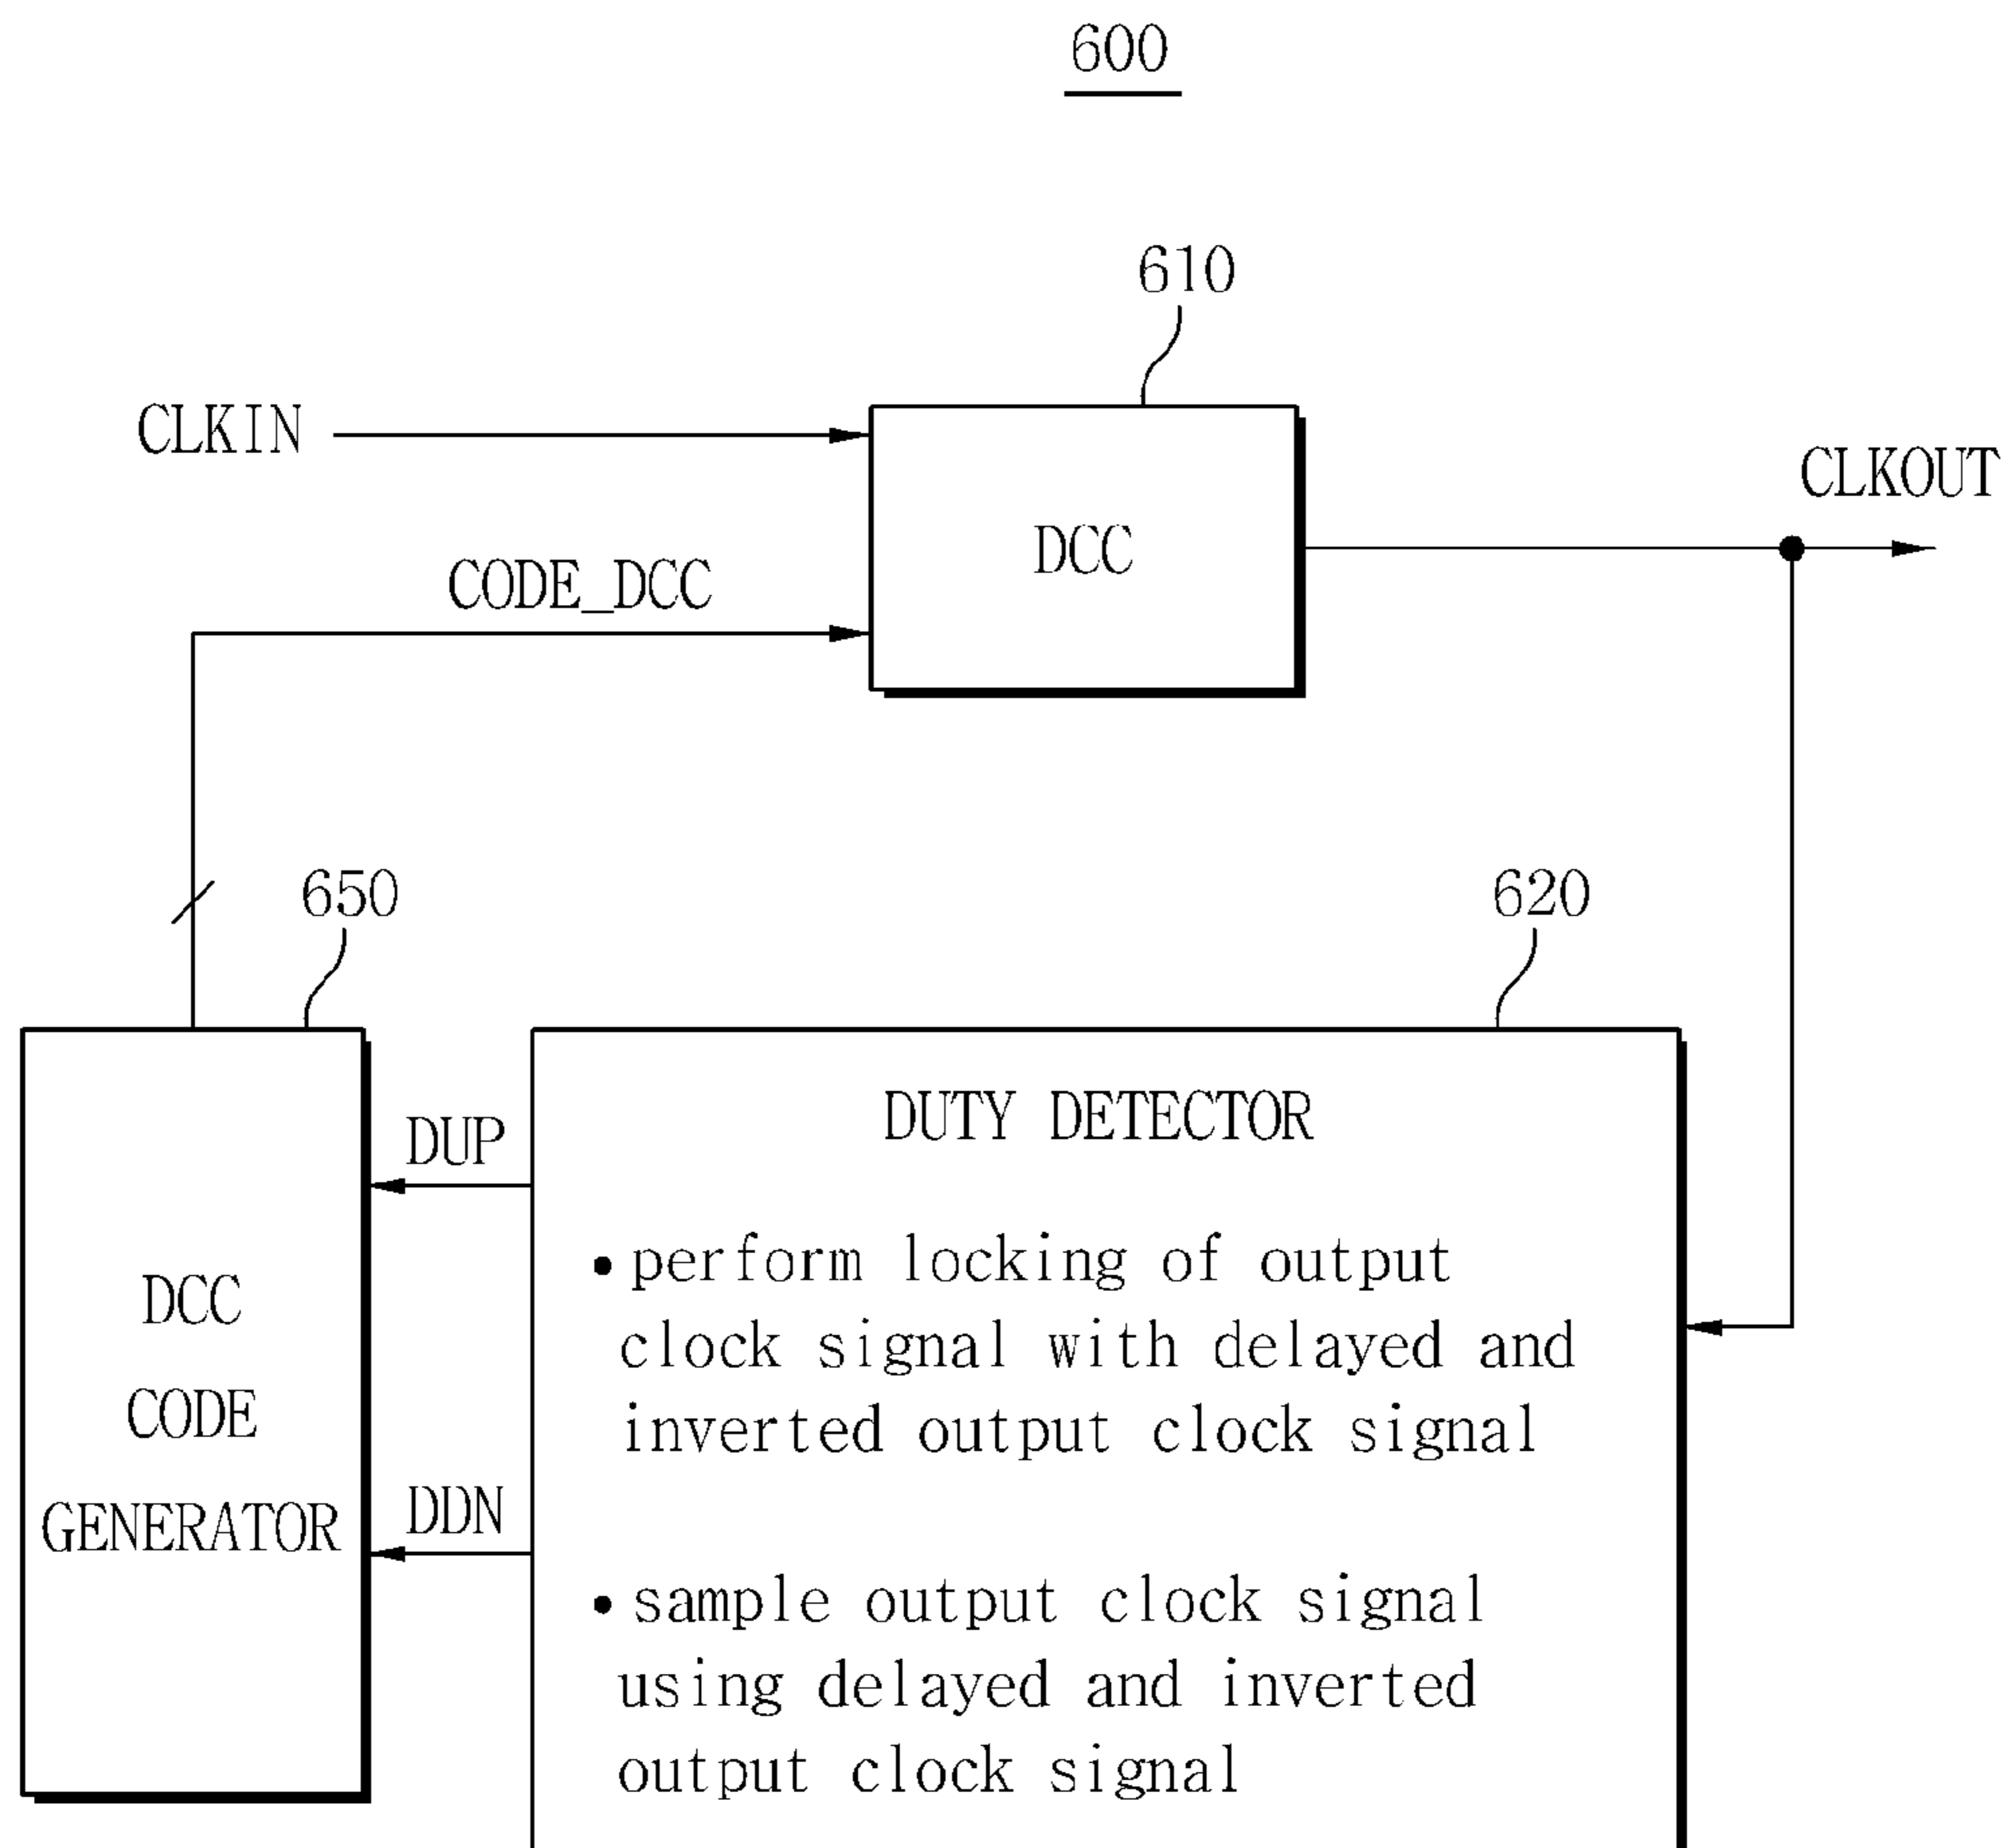 600
610
CLKIN
CLKOUT
DCC
CODE_DCC
650
620
DUTY DETECTOR
DUP
• perform locking of output
clock signal with delayed and
inverted output clock signal
DCC
CODE
GENERATOR
DDN
• sample output clock signal
using delayed and inverted
output clock signal